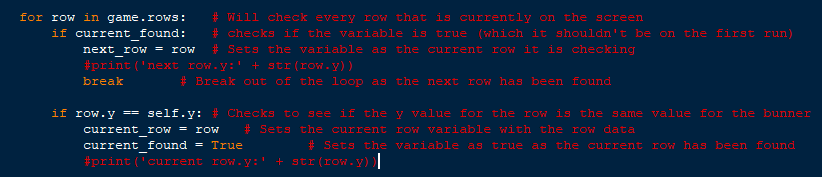 for row in game.rows:   # Will check every row that is currently on the screen
    if current_found:   # checks if the variable is true (which it shouldn't be on the first run)
        next_row = row  # Sets the variable as the current row it is checking
        #print('next row.y:' + str(row.y))
        break       # Break out of the loop as the next row has been found
    if row.y == self.y: # Checks to see if the y value for the row is the same value for the bunner
        current_row = row   # Sets the current row variable with the row data
        current_found = True        # Sets the variable as true as the current row has been found
        #print('current row.y:' + str(row.y))